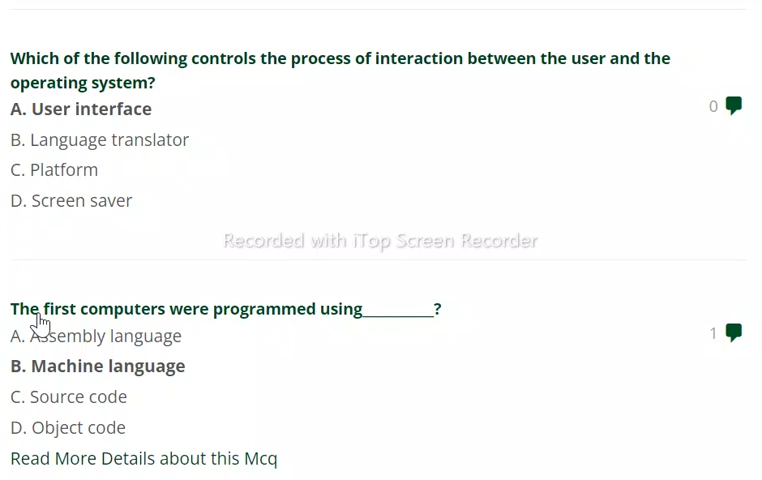 Which of the following controls the process of interaction between the user and the
operating system?
A. User interface
0
B. Language translator
C. Platform
D. Screen saver
Recorded with iTop Screen Recorder
The first computers were programmed using_________?
A. Assembly language
1
B. Machine language
C. Source code
D. Object code
Read More Details about this Mcq